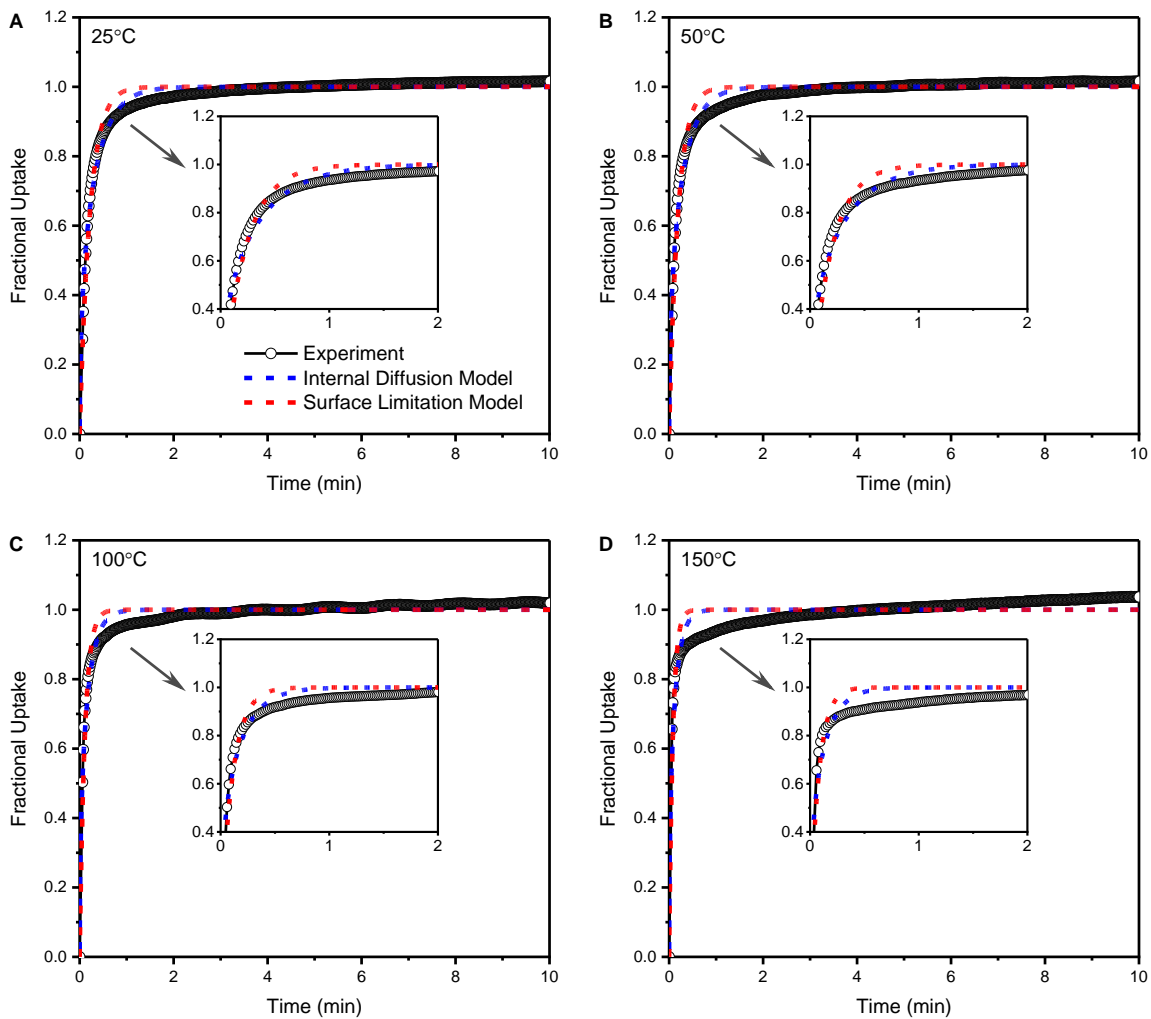 A
25°C
1.2
1.0
0.8
0.6
0.4
0.2
0.0
Fractional Uptake
0 2 4 6 8 10
Time (min)
1.2
1.0
0.8
0.6
0.4
0 1 2
Experiment
Internal Diffusion Model
Surface Limitation Model
B
50°C
1.2
1.0
0.8
0.6
0.4
0.2
0.0
Fractional Uptake
0 2 4 6 8 10
Time (min)
1.2
1.0
0.8
0.6
0.4
0 1 2
C
100°C
1.2
1.0
0.8
0.6
0.4
0.2
0.0
Fractional Uptake
0 2 4 6 8 10
Time (min)
1.2
1.0
0.8
0.6
0.4
0 1 2
D
150°C
1.2
1.0
0.8
0.6
0.4
0.2
0.0
Fractional Uptake
0 2 4 6 8 10
Time (min)
1.2
1.0
0.8
0.6
0.4
0 1 2